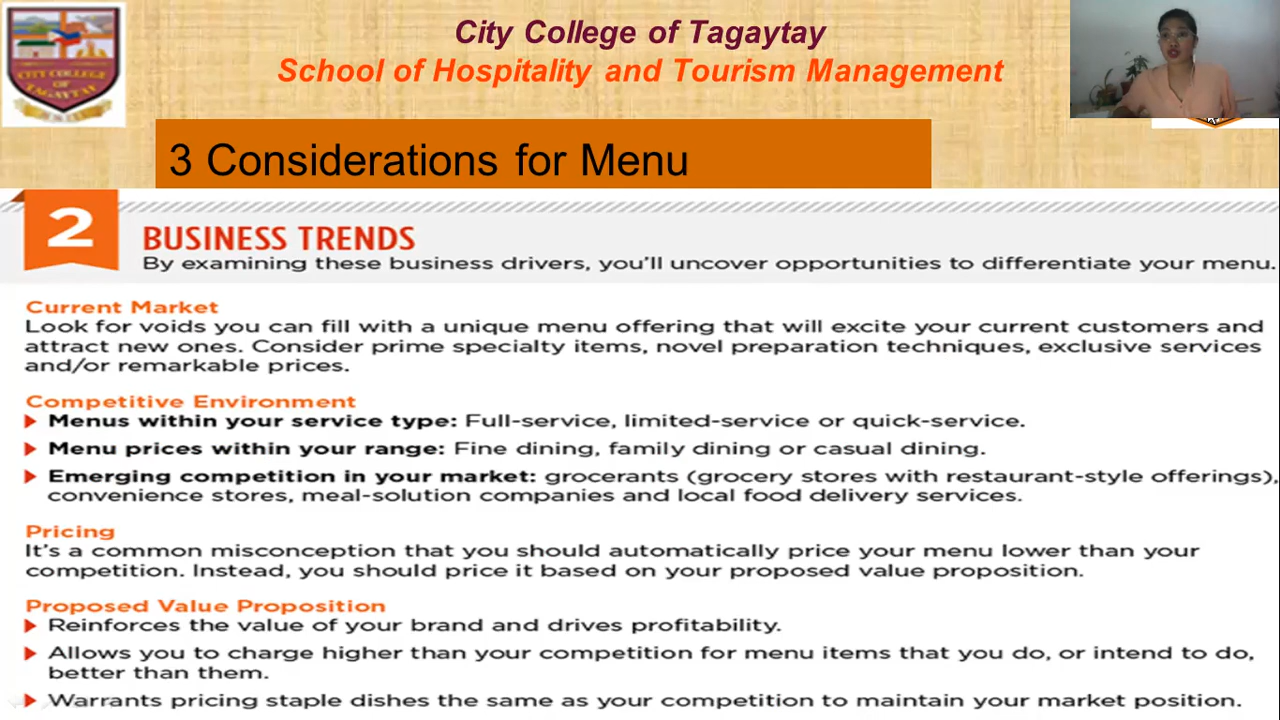 City College of Tagaytay
School of Hospitality and Tourism Management
CITY COLLEGE
OF
TAGAYTAY
3 Considerations for Menu
2
BUSINESS TRENDS
By examining these business drivers, you'll uncover opportunities to differentiate your menu.
Current Market
Look for voids you can fill with a unique menu offering that will excite your current customers and
attract new ones. Consider prime specialty items, novel preparation techniques, exclusive services
and/or remarkable prices.
Competitive Environment
Menus within your service type: Full-service, limited-service or quick-service.
Menu prices within your range: Fine dining, family dining or casual dining.
Emerging competition in your market: grocerants (grocery stores with restaurant-style offerings),
convenience stores, meal-solution companies and local food delivery services.
Pricing
It's a common misconception that you should automatically price your menu lower than your
competition. Instead, you should price it based on your proposed value proposition.
Proposed Value Proposition
Reinforces the value of your brand and drives profitability.
Allows you to charge higher than your competition for menu items that you do, or intend to do,
better than them.
Warrants pricing staple dishes the same as your competition to maintain your market position.